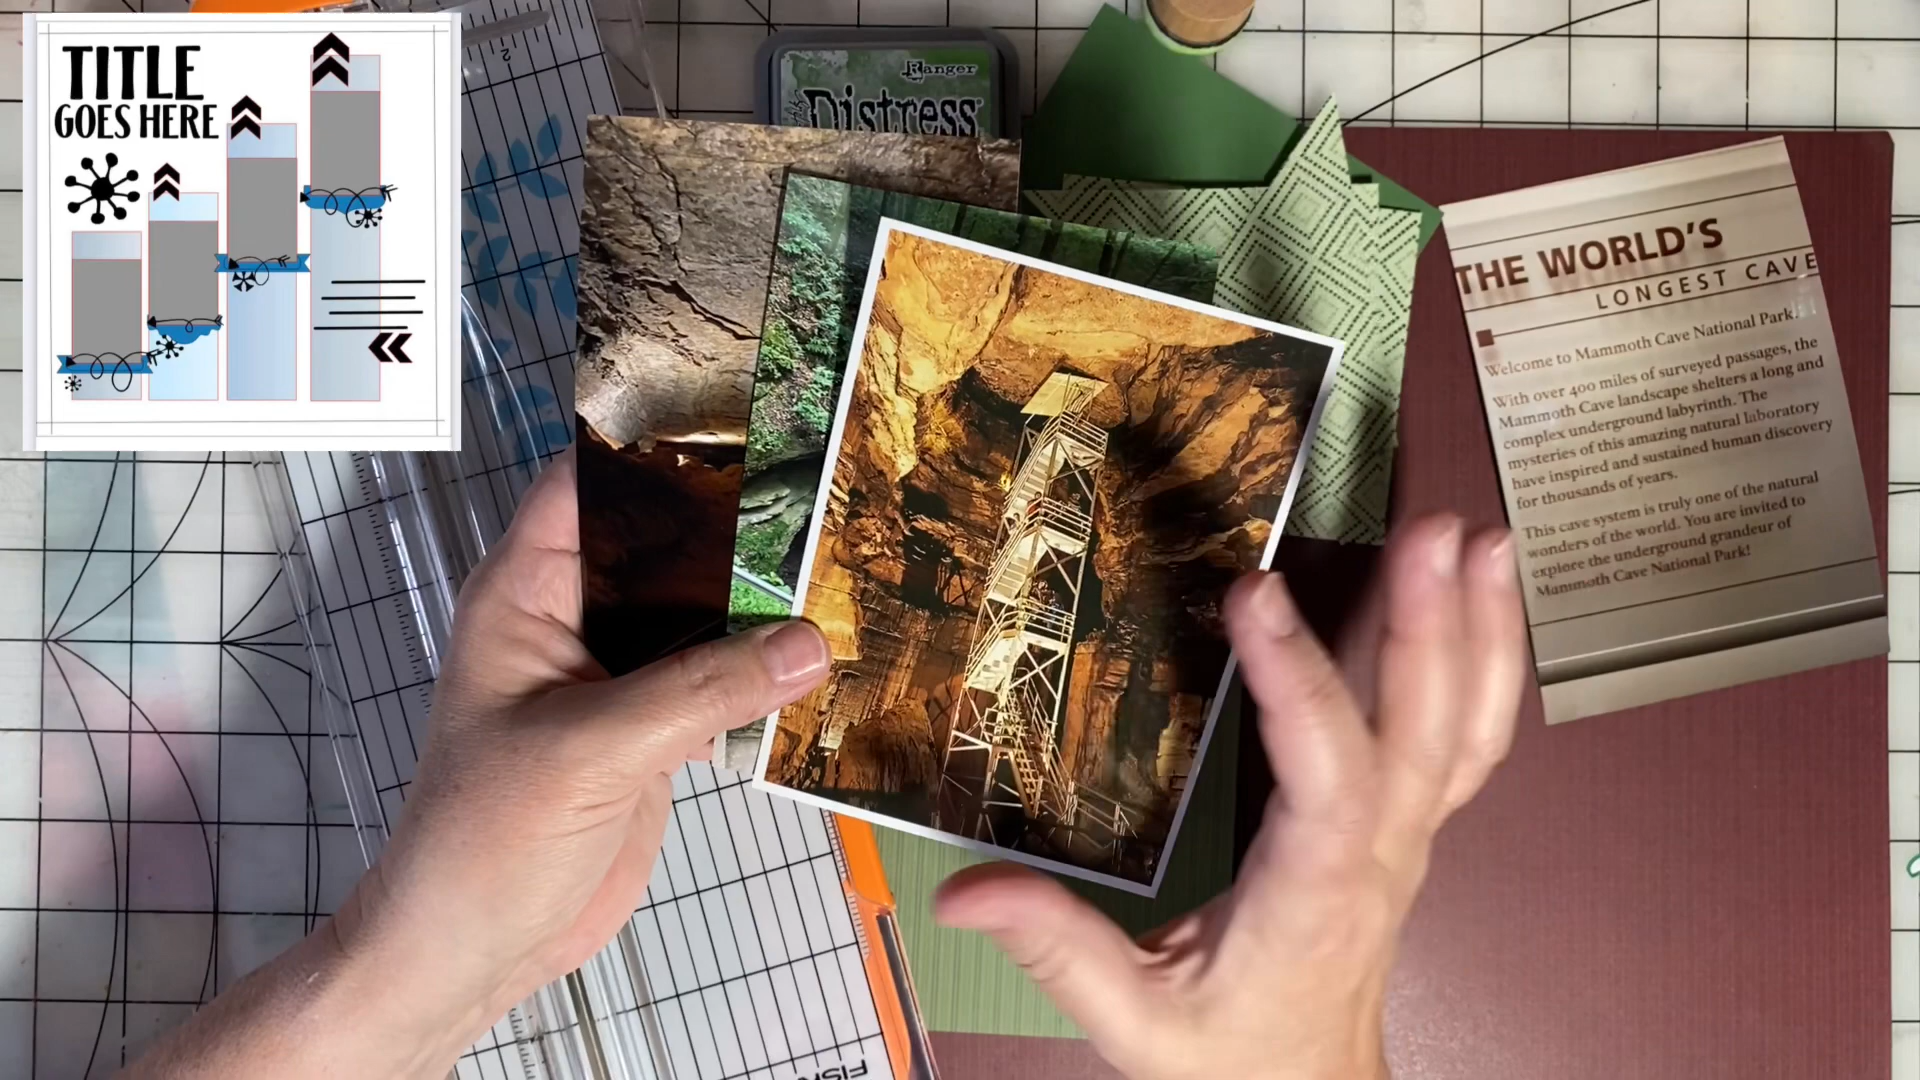 TITLE
GOES HERE
Ranger
Distress
THE WORLD'S
LONGEST CAVE
Welcome to Mammoth Cave National Park.
With over 400 miles of surveyed passages, the
Mammoth Cave landscape shelters a long and
complex underground labyrinth. The
mysteries of this amazing natural laboratory
have inspired and sustained human discovery
for thousands of years.
This cave system is truly one of the natural
wonders of the world. You are invited to
explore the underground grandeur of
Mammoth Cave National Park!
2